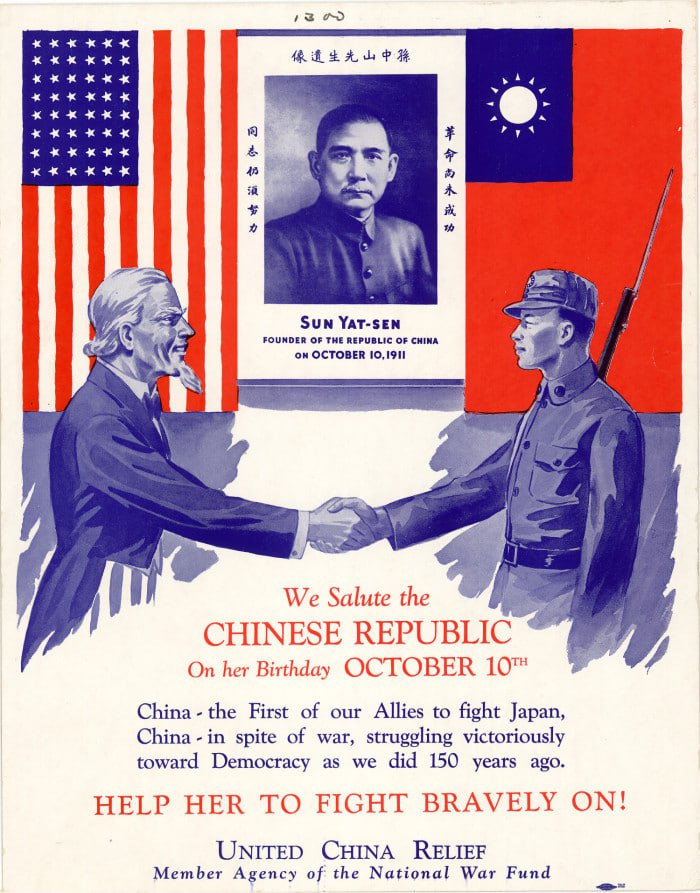 1300
孫中山先生遺像
革命尚未成功
同志仍須努力
SUN YAT-SEN
FOUNDER OF THE REPUBLIC OF CHINA
ON OCTOBER 10, 1911
We Salute the
CHINESE REPUBLIC
On her Birthday OCTOBER 10TH
China - the First of our Allies to fight Japan,
China - in spite of war, struggling victoriously
toward Democracy as we did 150 years ago.
HELP HER TO FIGHT BRAVELY ON!
UNITED CHINA RELIEF
Member Agency of the National War Fund